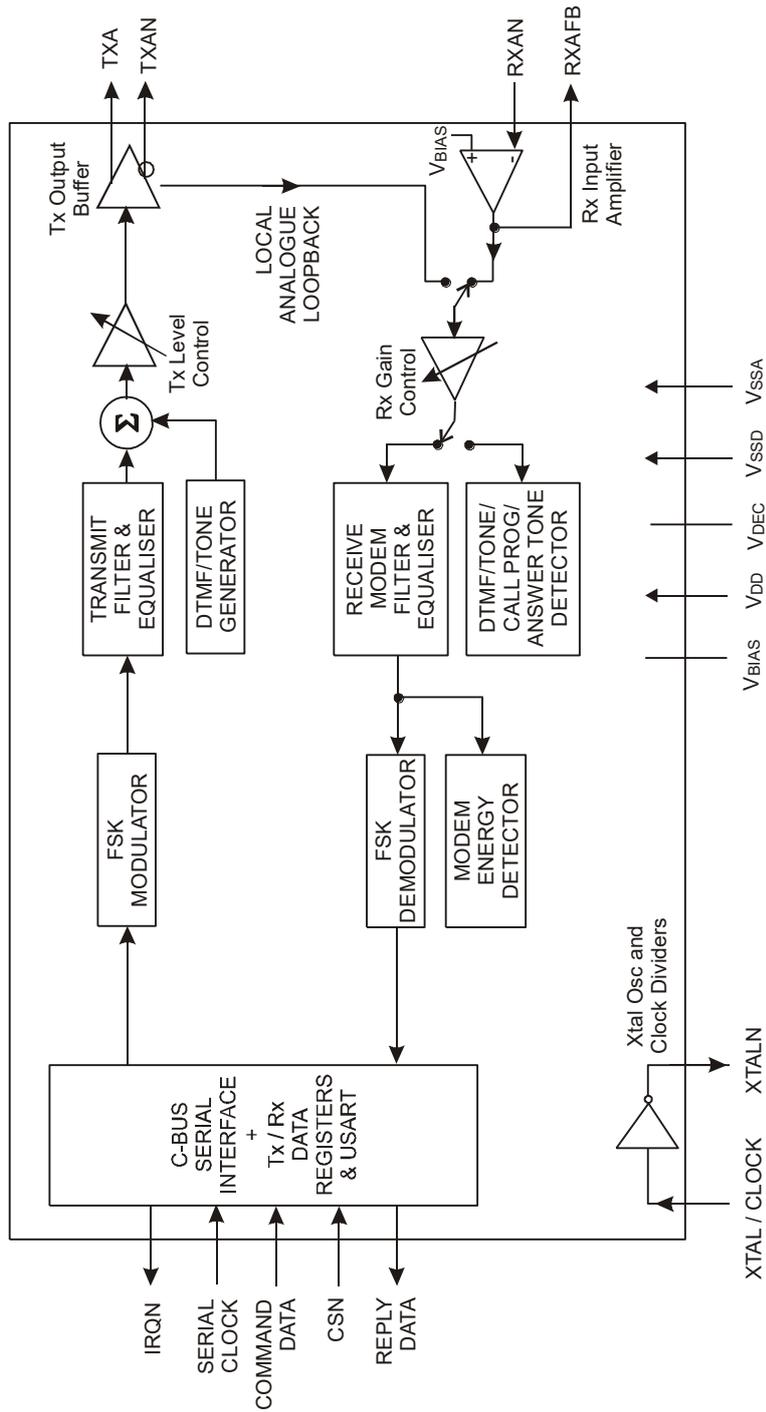 IRQN
SERIAL
CLOCK
COMMAND
DATA
CSN
REPLY
DATA
C-BUS
SERIAL
INTERFACE
+
Tx / Rx
DATA
REGISTERS
& USART
FSK
MODULATOR
TRANSMIT
FILTER &
EQUALISER
DTMF/TONE
GENERATOR
Σ
Tx Level
Control
Tx Output
Buffer
TXA
TXAN
LOCAL
ANALOGUE
LOOPBACK
FSK
DEMODULATOR
MODEM
ENERGY
DETECTOR
RECEIVE
MODEM
FILTER &
EQUALISER
DTMF/TONE/
CALL PROG/
ANSWER TONE
DETECTOR
Rx Gain
Control
VBIAS
+
-
Rx Input
Amplifier
RXAN
RXAFB
Xtal Osc and
Clock Dividers
XTAL / CLOCK
XTALN
VBIAS
VDD
VDEC
VSSD
VSSA